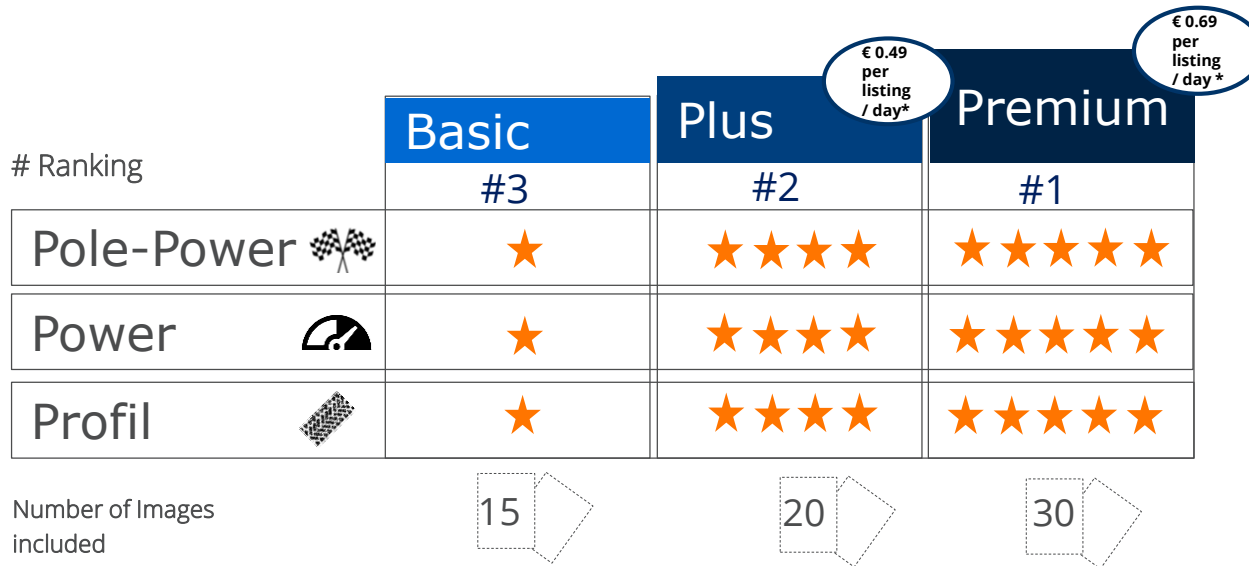 € 0.69
per
listing
/ day *
€ 0.49
per
listing
/ day*
Basic
Plus
Premium
# Ranking
#3
#2
#1
Pole-Power
Power
Profil
Number of Images
included
15
20
30